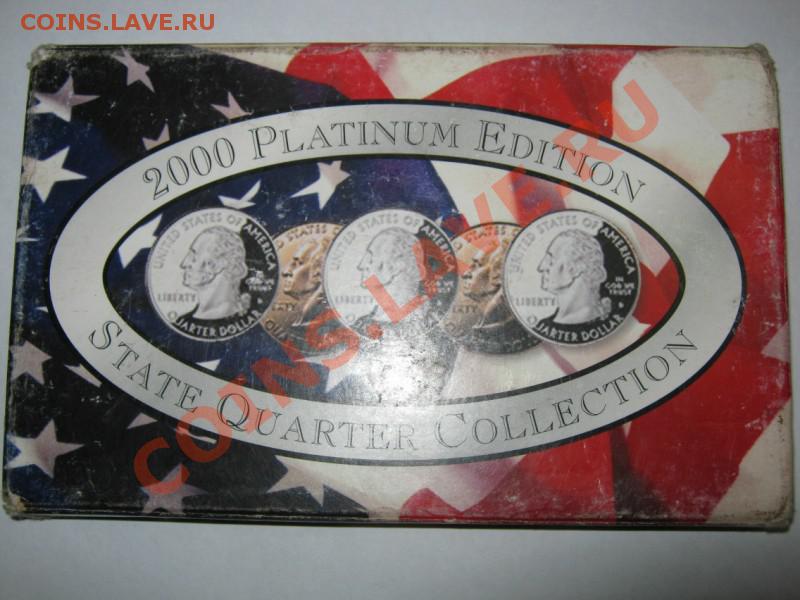 COINS.LAVE.RU
2000 PLATINUM EDITION
UNITED STATES OF AMERICA
LIBERTY
IN GOD WE TRUST
QUARTER DOLLAR
LIBERTY
UNITED STATES OF AMERICA
LIBERTY
IN GOD WE TRUST
QUARTER DOLLAR
STATE QUARTER COLLECTION
COINS.LAVE.RU